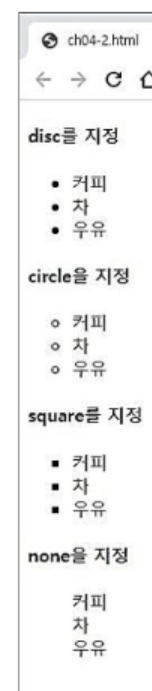 ch04-2.html
disc를 지정
커피
차
우유
circle을 지정
커피
차
우유
square를 지정
커피
차
우유
none을 지정
커피
차
우유